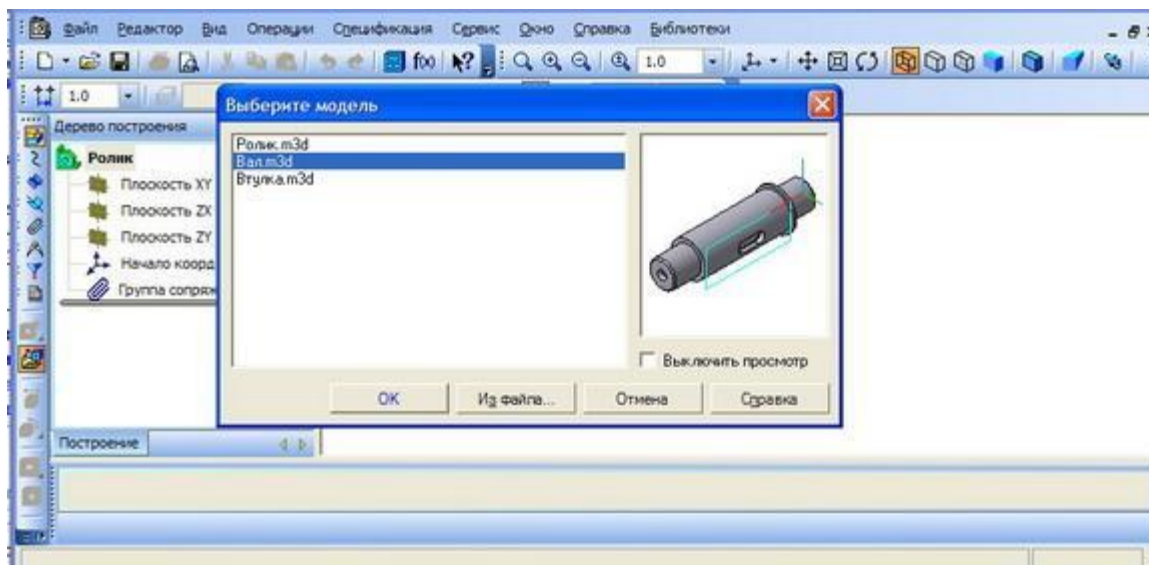 Файл Редактор Вид Операции Спецификация Сервис Окно Справка Библиотеки
f(x) 1.0
1.0
Выберите модель
Дерево построения
Ролик.m3d
Ролик
Вал.m3d
Втулка.m3d
Плоскость XY
Плоскость ZX
Плоскость ZY
Начало коорд
Группа сопряж
Выключить просмотр
OK Из файла... Отмена Справка
Построение